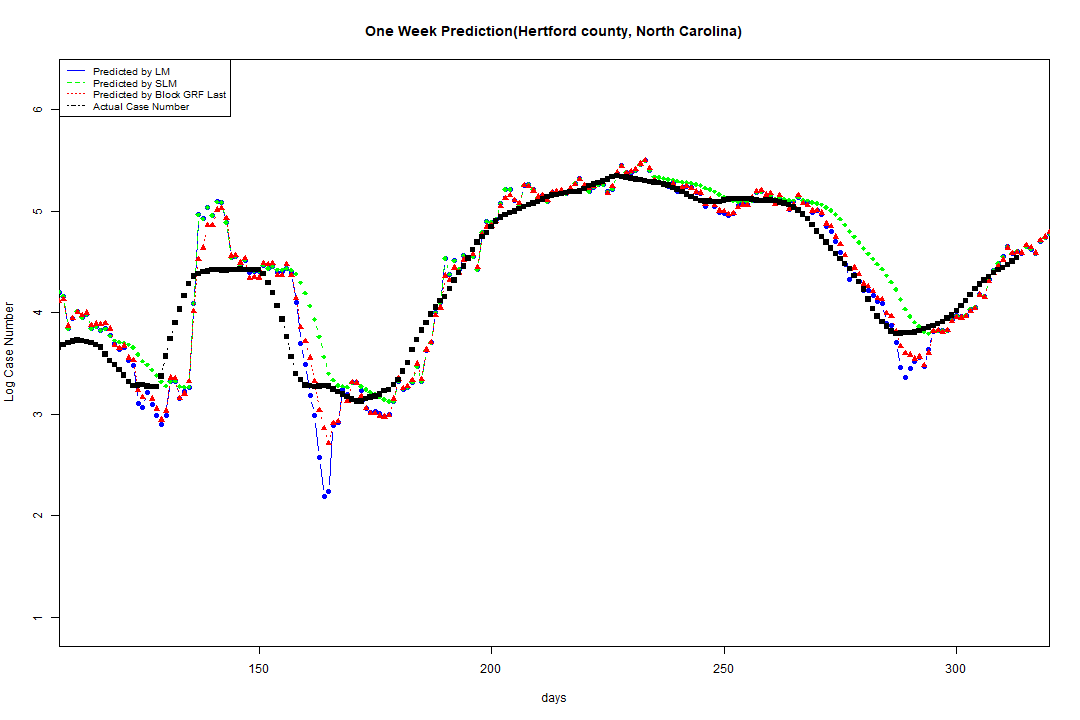 One Week Prediction(Hertford county, North Carolina)
Predicted by LM
Predicted by SLM
Predicted by Block GRF Last
Actual Case Number
Log Case Number
6
5
4
3
2
1
150
200
250
300
days